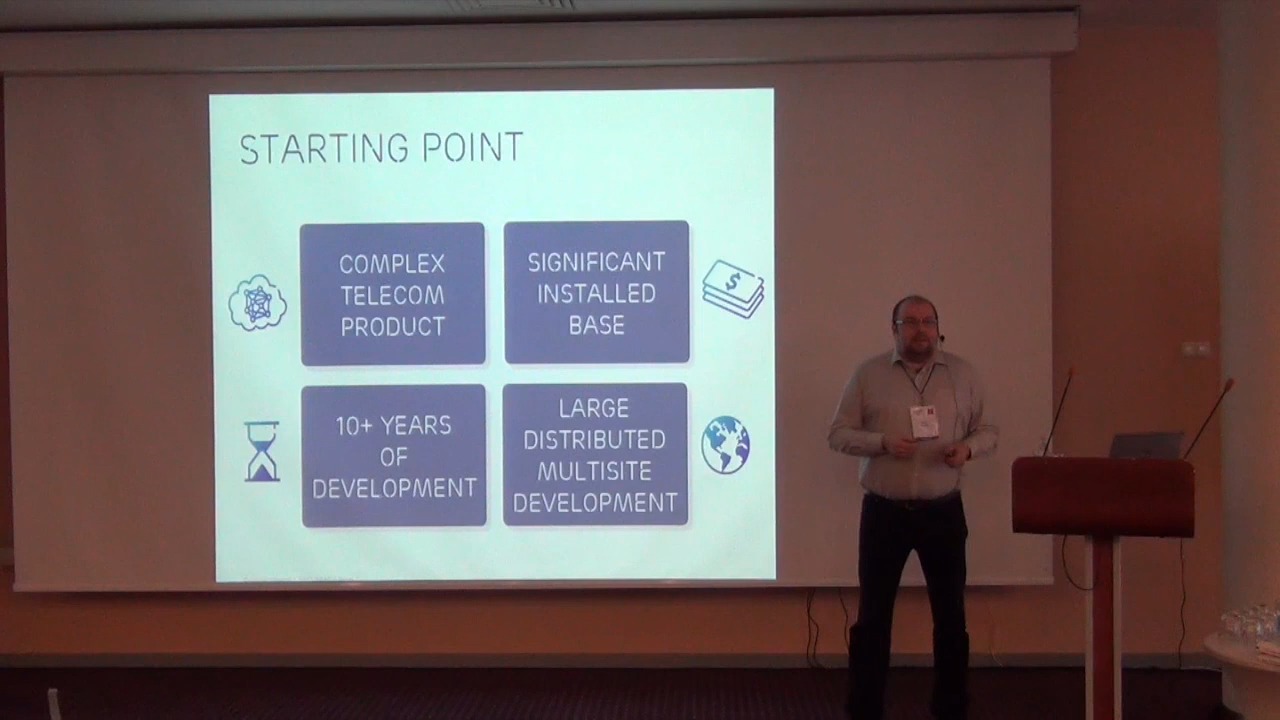 STARTING POINT
COMPLEX
TELECOM
PRODUCT
SIGNIFICANT
INSTALLED
BASE
$
10+ YEARS
OF
DEVELOPMENT
LARGE
DISTRIBUTED
MULTISITE
DEVELOPMENT